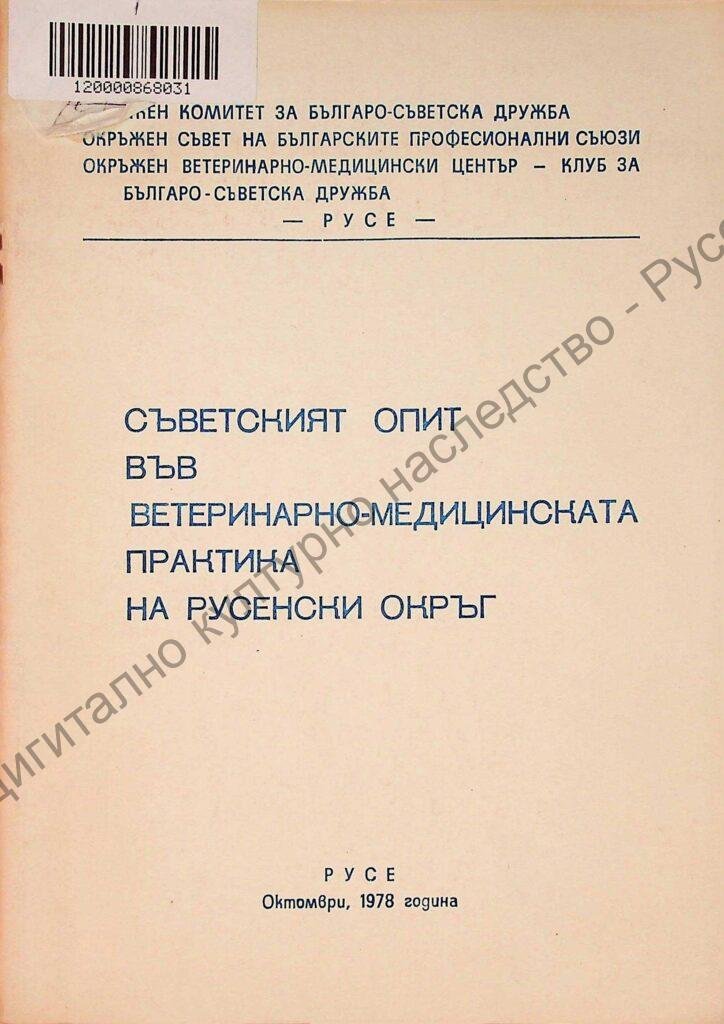 120000868031
КОМИТЕТ ЗА БЪЛГАРО-СЪВЕТСКА ДРУЖБА
ОКРЪЖЕН СЪВЕТ НА БЪЛГАРСКИТЕ ПРОФЕСИОНАЛНИ СЪЮЗИ
ОКРЪЖЕН ВЕТЕРИНАРНО-МЕДИЦИНСКИ ЦЕНТЪР – КЛУБ ЗА
БЪЛГАРО-СЪВЕТСКА ДРУЖБА
— РУСЕ —
СЪВЕТСКИЯТ ОПИТ
ВЪВ
ВЕТЕРИНАРНО-МЕДИЦИНСКАТА
ПРАКТИКА
НА РУСЕНСКИ ОКРЪГ
РУСЕ
Октомври, 1978 година
дигитално културно наследство - Русе